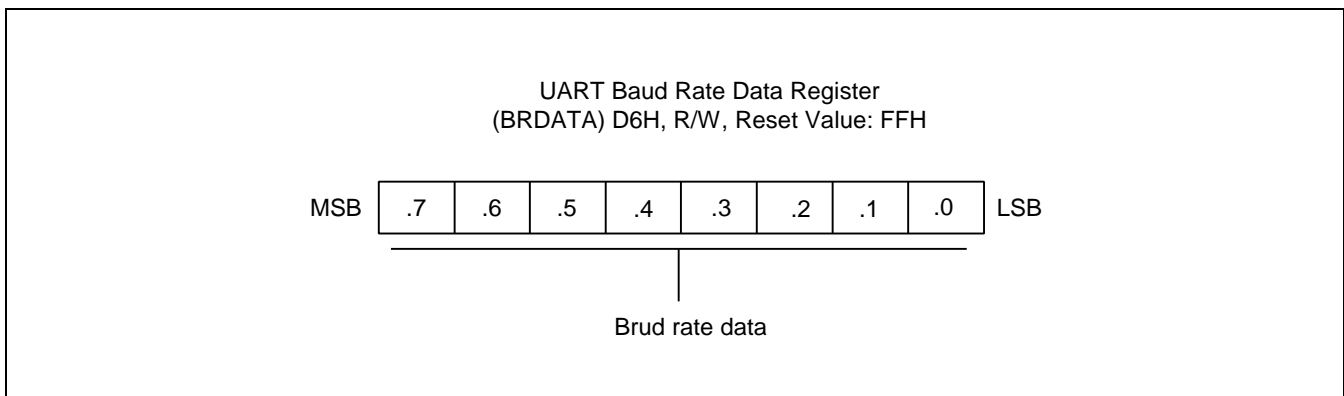 UART Baud Rate Data Register
(BRDATA) D6H, R/W, Reset Value: FFH
MSB .7 .6 .5 .4 .3 .2 .1 .0 LSB
Brud rate data